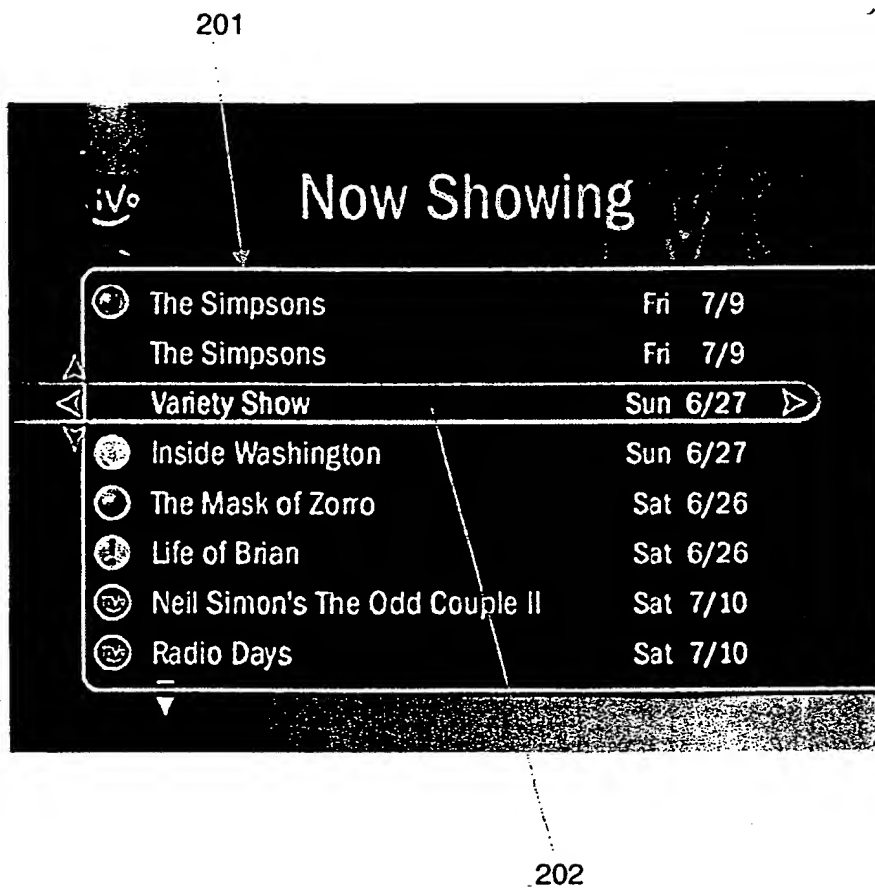 201
Now Showing
The Simpsons Fri 7/9
The Simpsons Fri 7/9
Variety Show Sun 6/27
Inside Washington Sun 6/27
The Mask of Zorro Sat 6/26
Life of Brian Sat 6/26
Neil Simon's The Odd Couple II Sat 7/10
Radio Days Sat 7/10
202